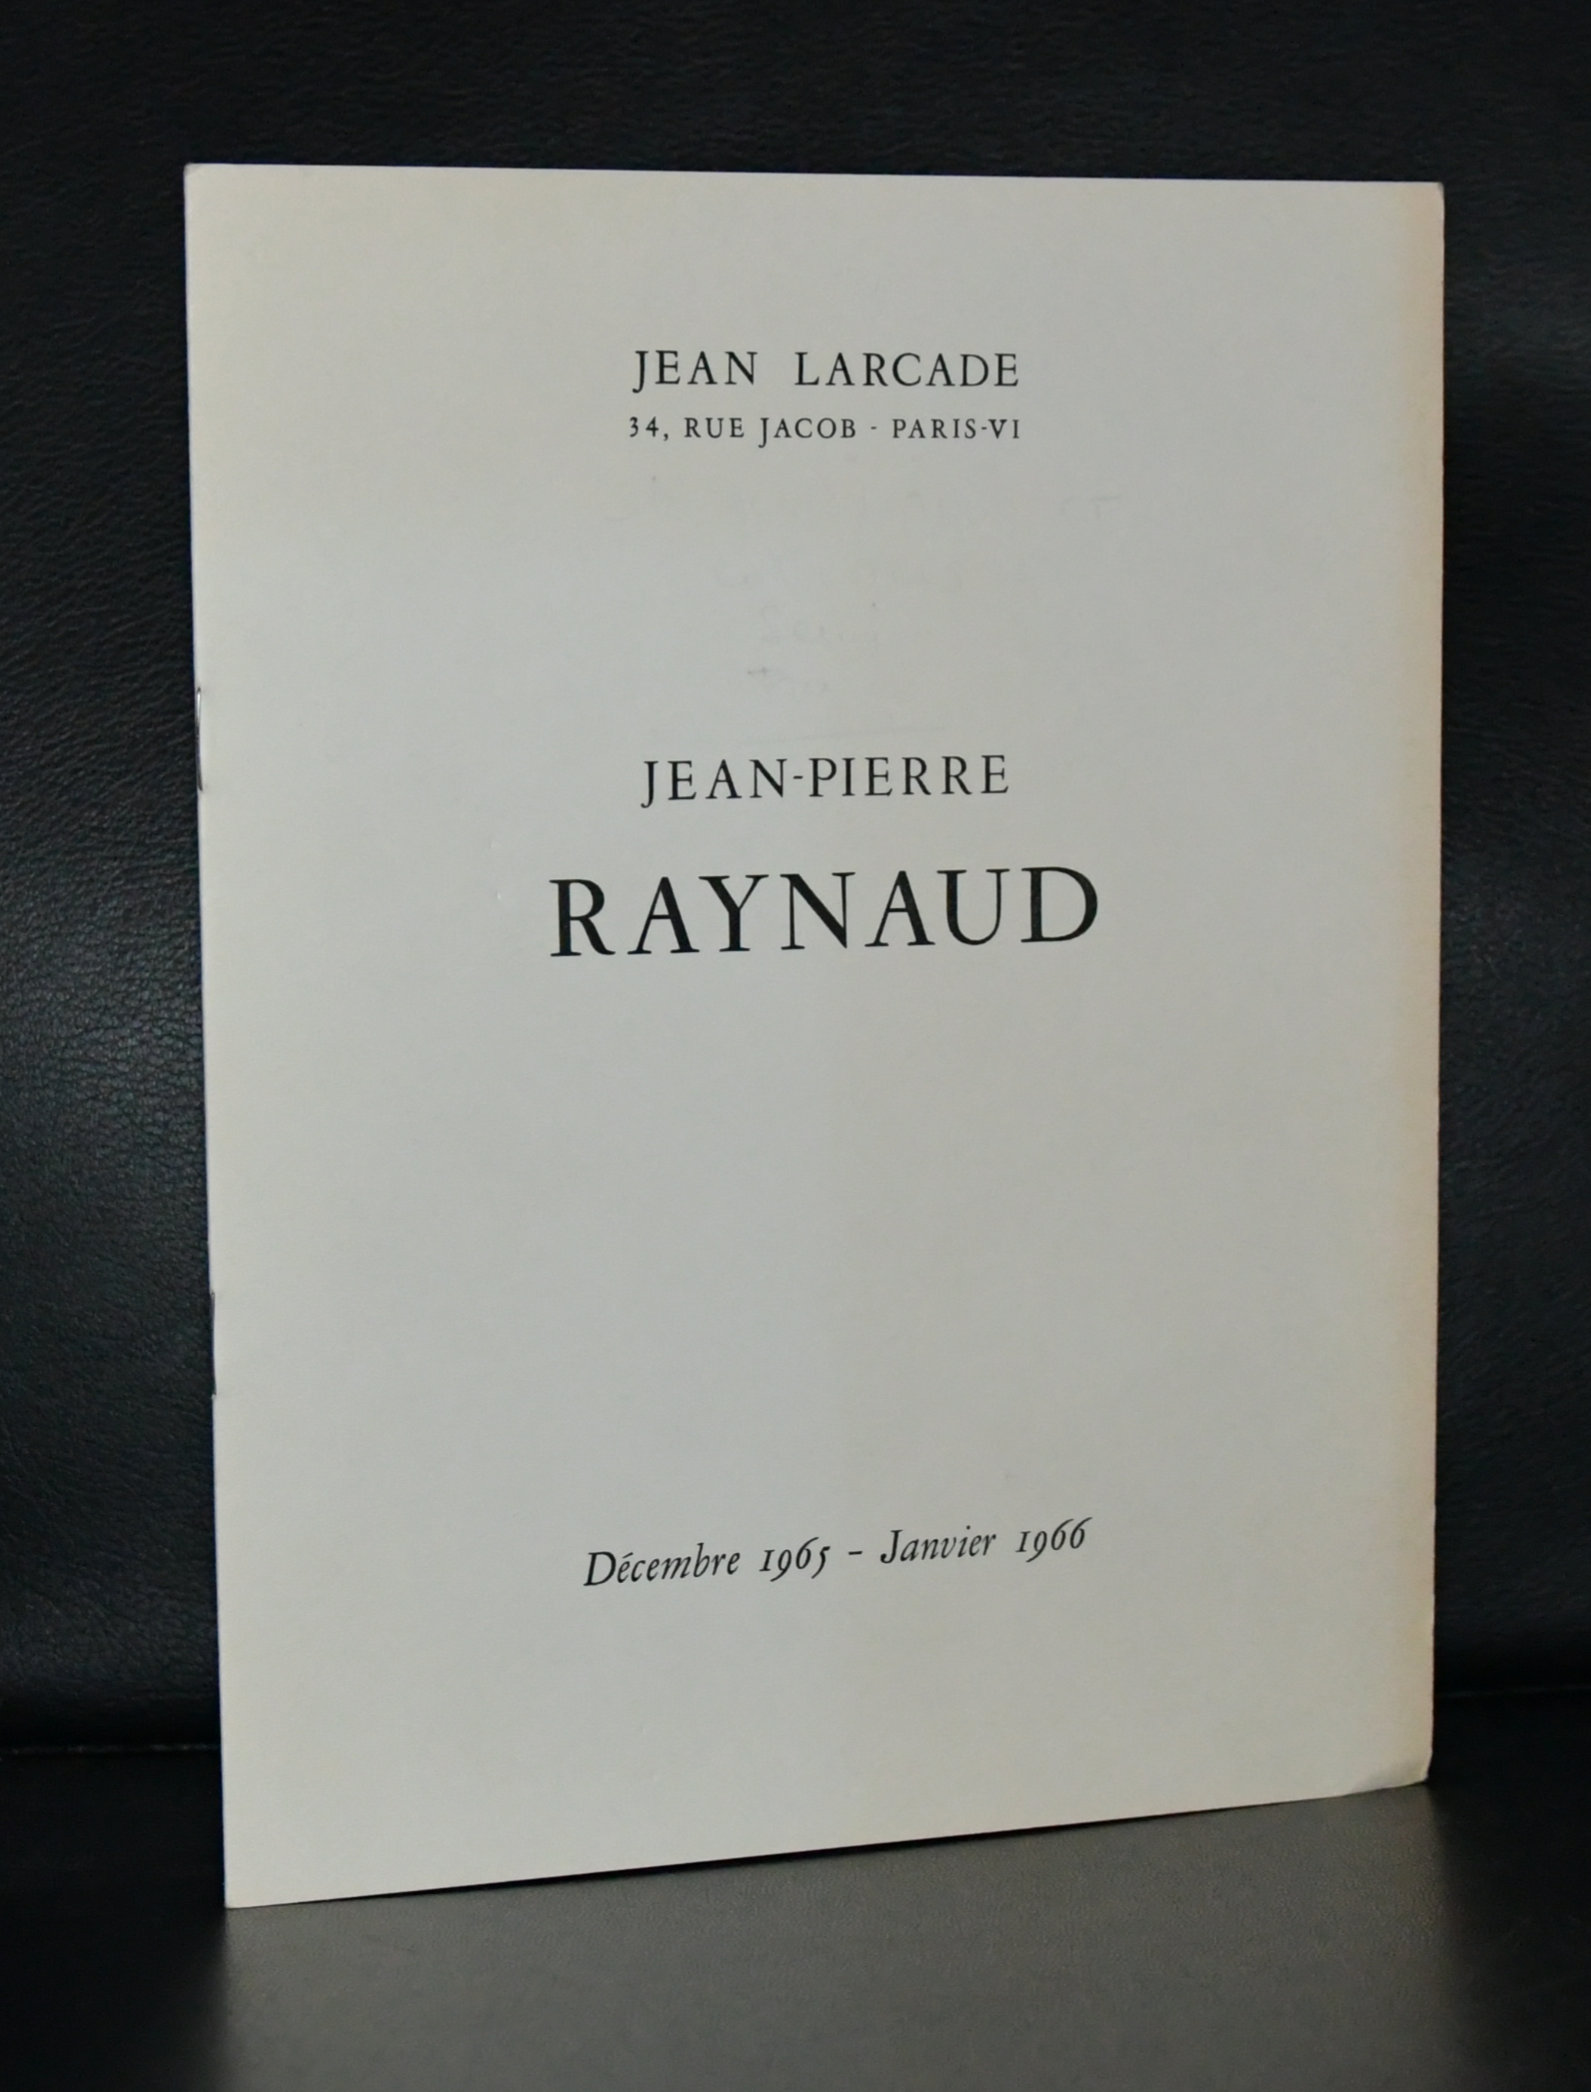 JEAN LARCADE
34, RUE JACOB - PARIS-VI
JEAN-PIERRE
RAYNAUD
Décembre 1965 - Janvier 1966